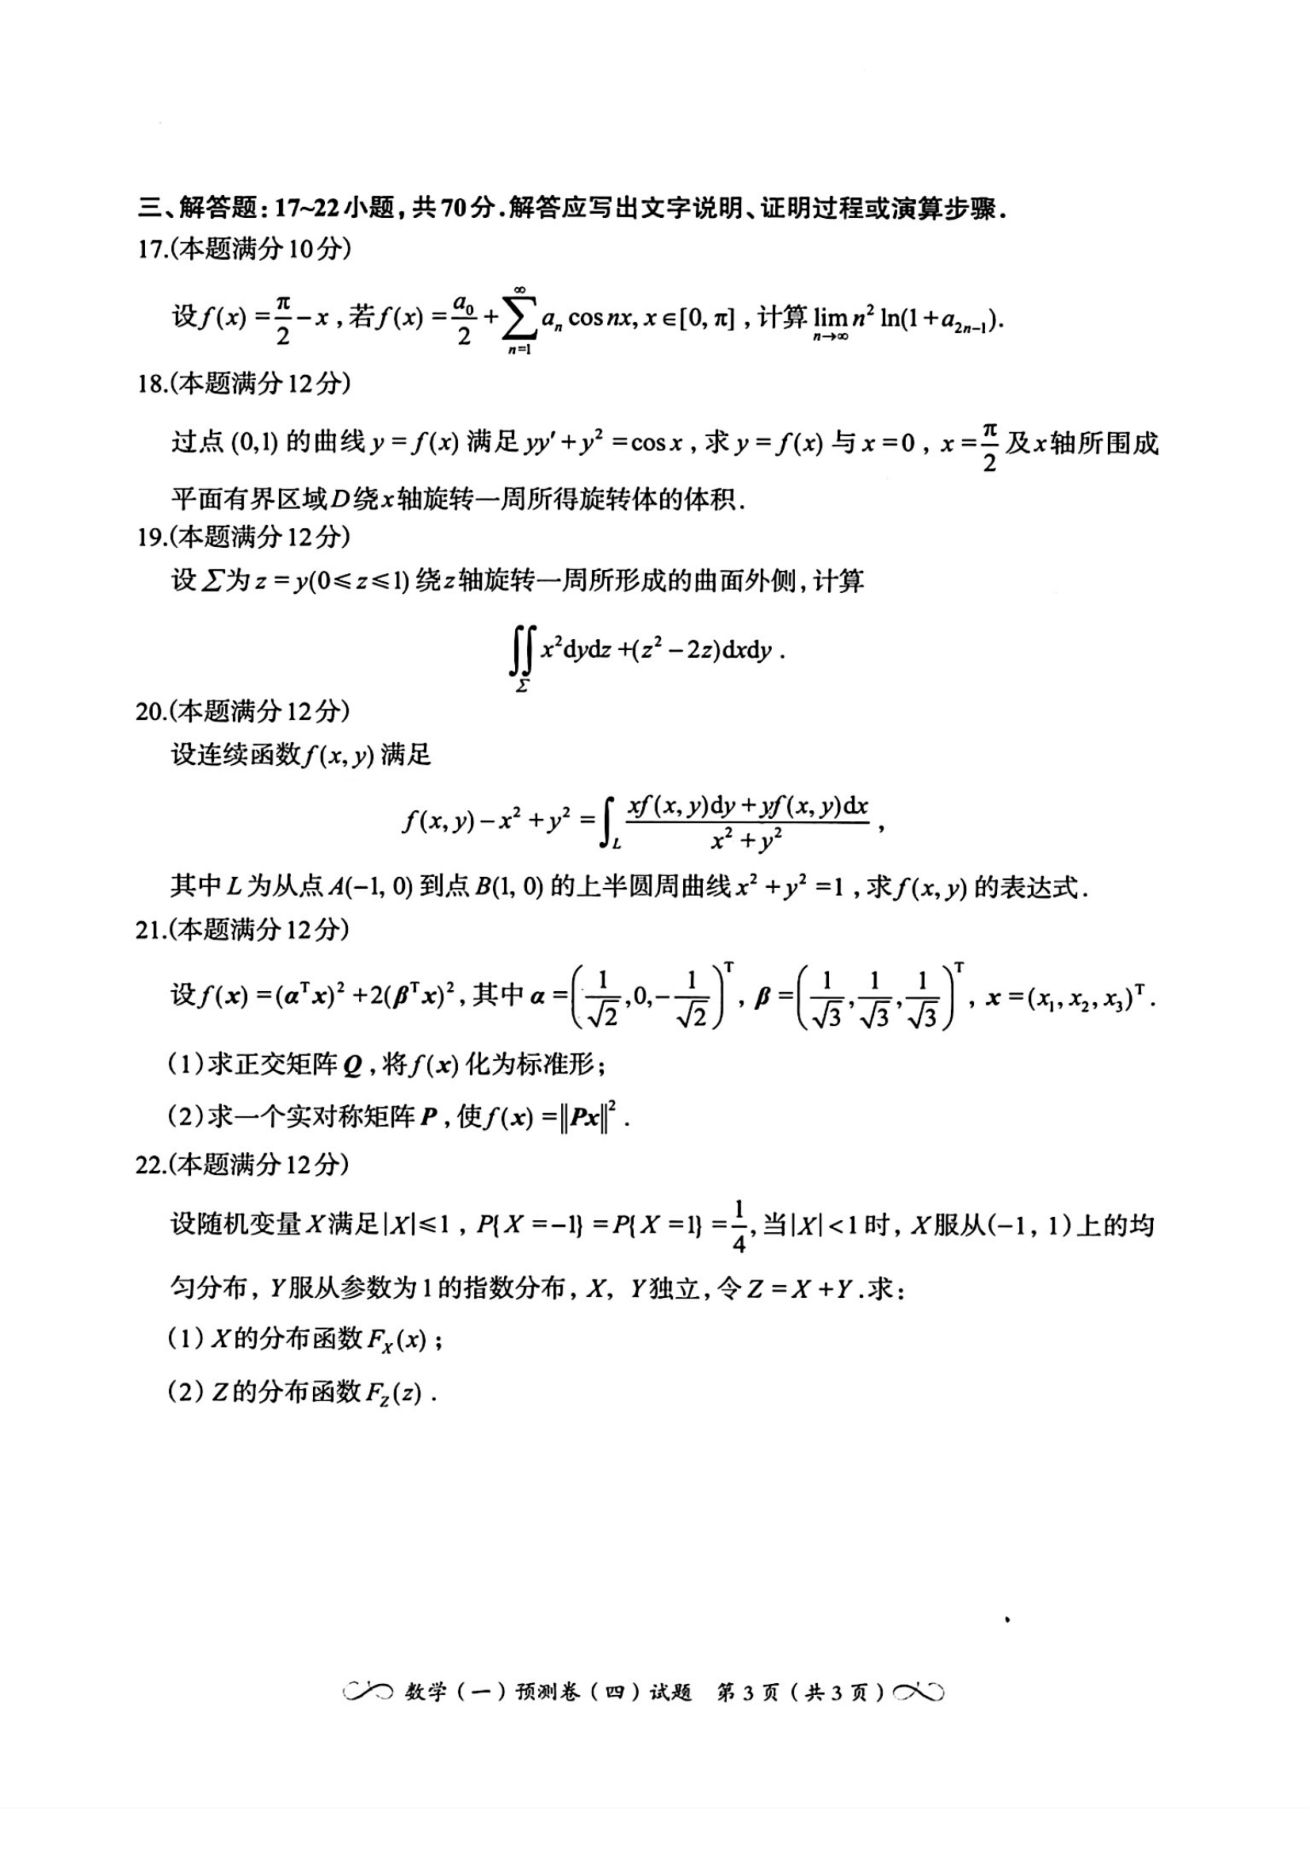 三、解答题：17~22小题，共70分.解答应写出文字说明、证明过程或演算步骤.
17.(本题满分10分)
设f(x) = π/2 − x，若f(x) = a₀/2 + ∑_{n=1}^{∞} aₙ cos nx, x∈[0, π]，计算 lim_{n→∞} n² ln(1+a_{2n−1}).
18.(本题满分12分)
过点 (0,1) 的曲线 y = f(x) 满足 yy′ + y² = cos x，求 y = f(x) 与 x = 0， x = π/2 及x轴所围成
平面有界区域D绕x轴旋转一周所得旋转体的体积.
19.(本题满分12分)
设Σ为 z = y(0⩽z⩽1) 绕z轴旋转一周所形成的曲面外侧，计算
∬_Σ x²dydz +(z² − 2z)dxdy .
20.(本题满分12分)
设连续函数f(x, y) 满足
f(x, y) − x² + y² = ∫_L (xf(x, y)dy + yf(x, y)dx)/(x² + y²) ，
其中L为从点A(−1, 0) 到点B(1, 0) 的上半圆周曲线x² + y² = 1，求f(x, y) 的表达式.
21.(本题满分12分)
设f(x) = (αᵀx)² + 2(βᵀx)²，其中 α = (1/√2, 0, −1/√2)ᵀ，β = (1/√3, 1/√3, 1/√3)ᵀ，x = (x₁, x₂, x₃)ᵀ.
(1)求正交矩阵Q，将f(x) 化为标准形；
(2)求一个实对称矩阵P，使f(x) = ‖Px‖² .
22.(本题满分12分)
设随机变量X满足|X|⩽1， P{X = −1} = P{X = 1} = 1/4，当|X| < 1时，X服从(−1，1)上的均
匀分布，Y服从参数为1的指数分布，X，Y独立，令Z = X + Y.求：
(1) X的分布函数F_X(x)；
(2) Z的分布函数F_Z(z) .
数学（一）预测卷（四）试题 第3页（共3页）